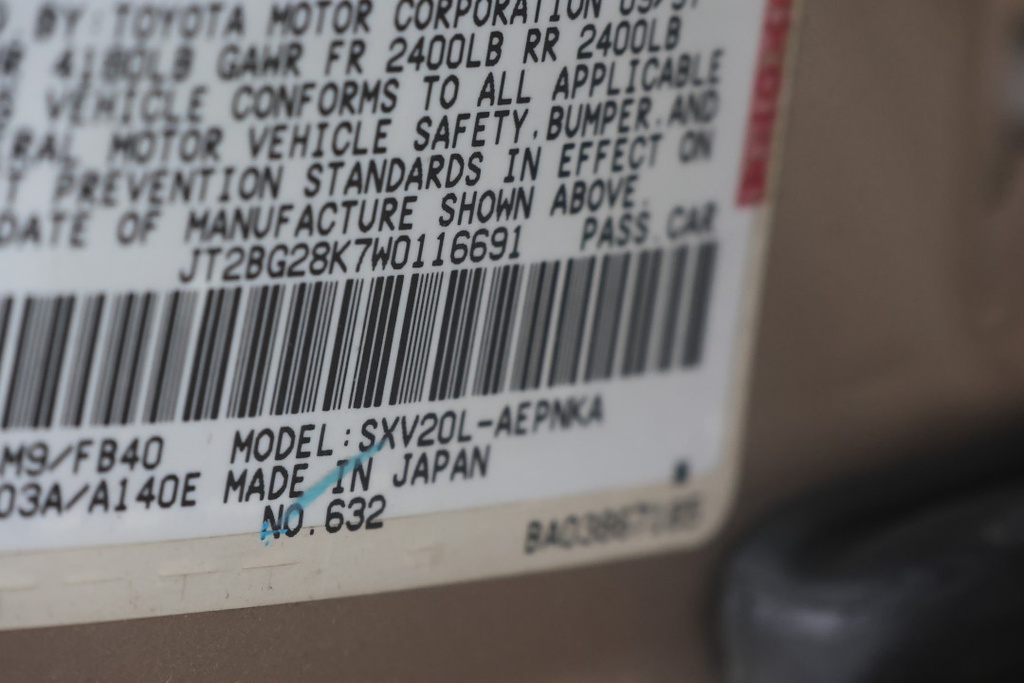 BY: TOYOTA MOTOR CORPORATION
4180LB GAWR FR 2400LB RR 2400LB
VEHICLE CONFORMS TO ALL APPLICABLE
RAL MOTOR VEHICLE SAFETY, BUMPER, AND
T PREVENTION STANDARDS IN EFFECT ON
DATE OF MANUFACTURE SHOWN ABOVE.
JT2BG28K7W0116691 PASS.CAR
M9/FB40 MODEL:SXV20L-AEPNKA
03A/A140E MADE IN JAPAN
NO.632